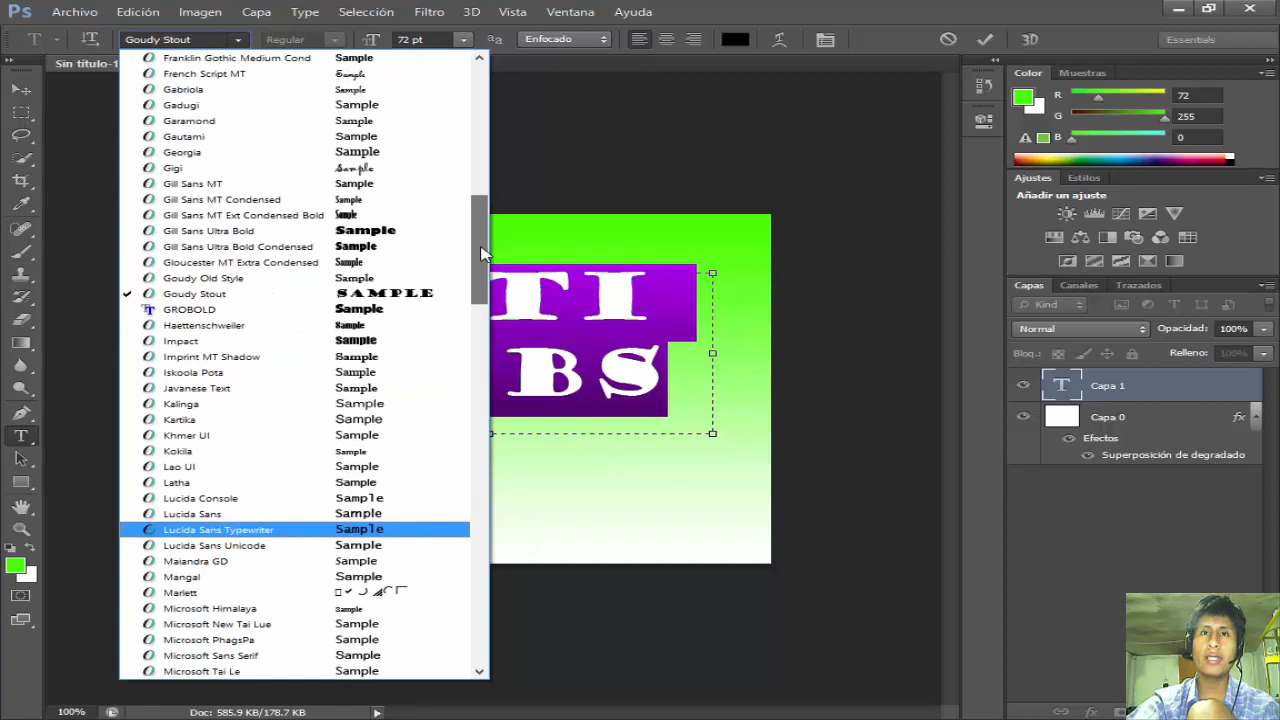 Ps Archivo Edición Imagen Capa Type Selección Filtro 3D Vista Ventana Ayuda
T Goudy Stout Regular 72 pt aa Enfocado 3D Essentials
Sin título-1
Franklin Gothic Medium Cond Sample
French Script MT Sample
Gabriola Sample
Gadugi Sample
Garamond Sample
Gautami Sample
Georgia Sample
Gigi Sample
Gill Sans MT Sample
Gill Sans MT Condensed Sample
Gill Sans MT Ext Condensed Bold Sample
Gill Sans Ultra Bold Sample
Gill Sans Ultra Bold Condensed Sample
Gloucester MT Extra Condensed Sample
Goudy Old Style Sample
Goudy Stout SAMPLE
GROBOLD Sample
Haettenschweiler Sample
Impact Sample
Imprint MT Shadow Sample
Iskoola Pota Sample
Javanese Text Sample
Kalinga Sample
Kartika Sample
Khmer UI Sample
Kokila Sample
Lao UI Sample
Latha Sample
Lucida Console Sample
Lucida Sans Sample
Lucida Sans Typewriter Sample
Lucida Sans Unicode Sample
Maiandra GD Sample
Mangal Sample
Marlett
Microsoft Himalaya Sample
Microsoft New Tai Lue Sample
Microsoft PhagsPa Sample
Microsoft Sans Serif Sample
Microsoft Tai Le Sample
TI
BS
Color Muestras
R 72
G 255
B 0
Ajustes Estilos
Añadir un ajuste
Capas Canales Trazados
Kind
Normal Opacidad: 100%
Bloq.: Relleno: 100%
T Capa 1
Capa 0 fx
Efectos
Superposición de degradado
100% Doc: 585.9 KB/178.7 KB